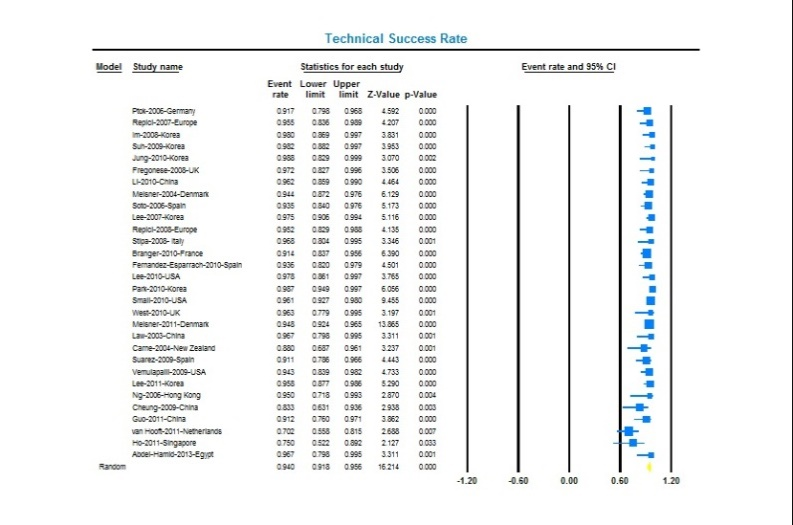 Technical Success Rate
Model Study name Statistics for each study Event rate and 95% CI
Event Lower Upper
rate limit limit Z-Value p-Value
Ptok-2006-Germany 0.917 0.798 0.968 4.592 0.000
Repici-2007-Europe 0.955 0.836 0.989 4.207 0.000
Im-2008-Korea 0.980 0.869 0.997 3.831 0.000
Suh-2009-Korea 0.982 0.882 0.997 3.953 0.000
Jung-2010-Korea 0.988 0.829 0.999 3.070 0.002
Fregonese-2008-UK 0.972 0.827 0.996 3.506 0.000
Li-2010-China 0.962 0.859 0.990 4.464 0.000
Meisner-2004-Denmark 0.944 0.872 0.976 6.129 0.000
Soto-2006-Spain 0.935 0.840 0.976 5.173 0.000
Lee-2007-Korea 0.975 0.906 0.994 5.116 0.000
Repici-2008-Europe 0.952 0.829 0.988 4.135 0.000
Stipa-2008- Italy 0.968 0.804 0.995 3.346 0.001
Branger-2010-France 0.914 0.837 0.956 6.390 0.000
Fernandez-Esparrach-2010-Spain 0.936 0.820 0.979 4.501 0.000
Lee-2010-USA 0.978 0.861 0.997 3.765 0.000
Park-2010-Korea 0.987 0.949 0.997 6.056 0.000
Small-2010-USA 0.961 0.927 0.980 9.455 0.000
West-2010-UK 0.963 0.779 0.995 3.197 0.001
Meisner-2011-Denmark 0.948 0.924 0.965 13.865 0.000
Law-2003-China 0.967 0.798 0.995 3.311 0.001
Carne-2004-New Zealand 0.880 0.687 0.961 3.237 0.001
Suarez-2009-Spain 0.911 0.786 0.966 4.443 0.000
Vemulapalli-2009-USA 0.943 0.839 0.982 4.733 0.000
Lee-2011-Korea 0.958 0.877 0.986 5.290 0.000
Ng-2006-Hong Kong 0.950 0.718 0.993 2.870 0.004
Cheung-2009-China 0.833 0.631 0.936 2.938 0.003
Guo-2011-China 0.912 0.760 0.971 3.862 0.000
van Hooft-2011-Netherlands 0.702 0.558 0.815 2.688 0.007
Ho-2011-Singapore 0.750 0.522 0.892 2.127 0.033
Abdel-Hamid-2013-Egypt 0.967 0.798 0.995 3.311 0.001
Random 0.940 0.918 0.956 16.214 0.000
-1.20 -0.60 0.00 0.60 1.20